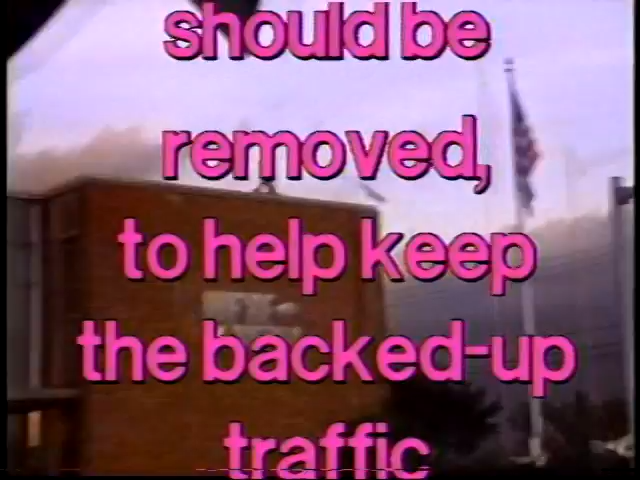 should be
removed,
to help keep
the backed-up
traffic